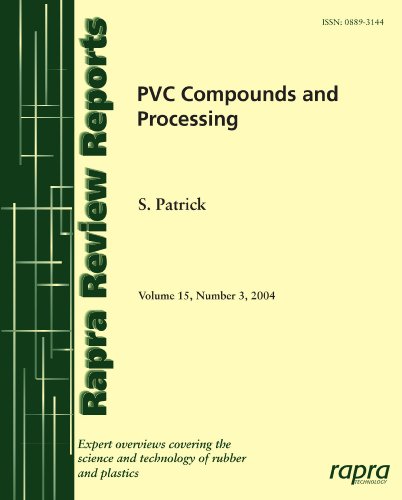 ISSN: 0889-3144
Rapra Review Reports
PVC Compounds and
Processing
S. Patrick
Volume 15, Number 3, 2004
Expert overviews covering the
science and technology of rubber
and plastics
rapra
TECHNOLOGY